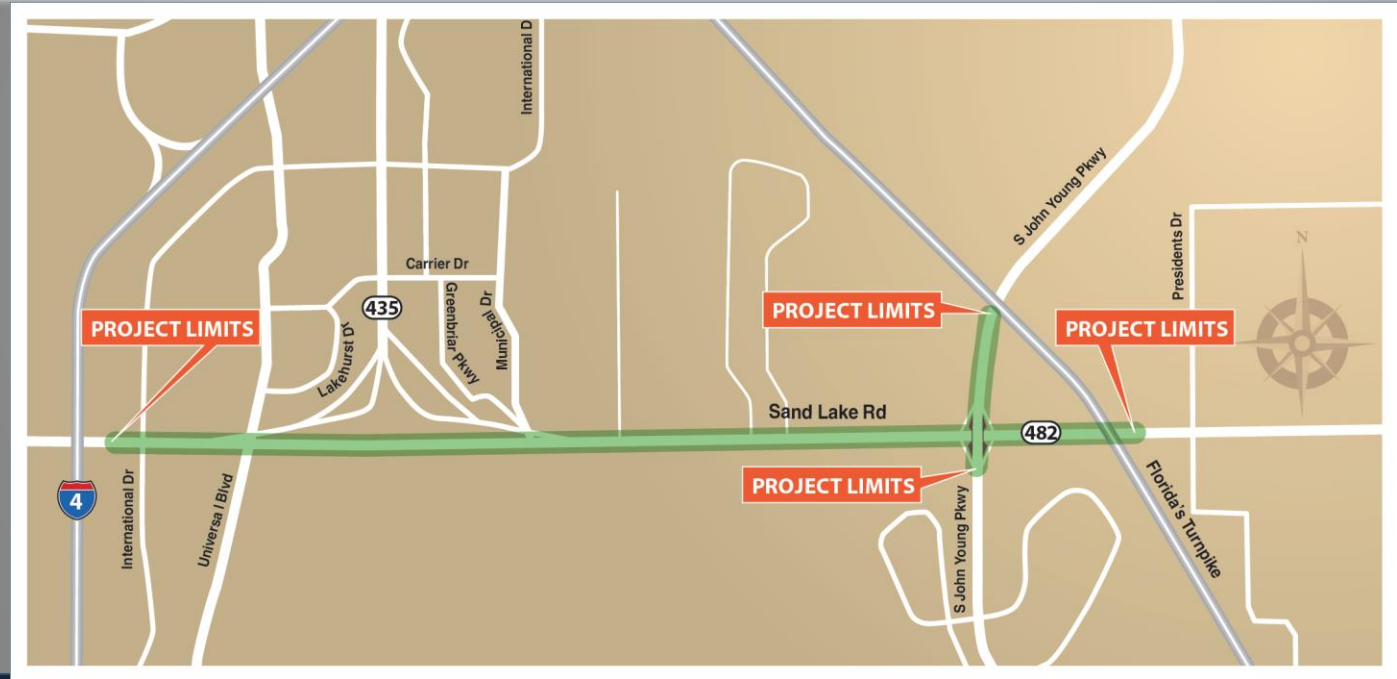 International D
S John Young Pkwy
Presidents Dr
N
Carrier Dr
435
Greenbriar Pkwy
Municipal Dr
Lakehurst Dr
PROJECT LIMITS
PROJECT LIMITS
PROJECT LIMITS
Sand Lake Rd
482
PROJECT LIMITS
4
International Dr
Universa l Blvd
S John Young Pkwy
Florida's Turnpike